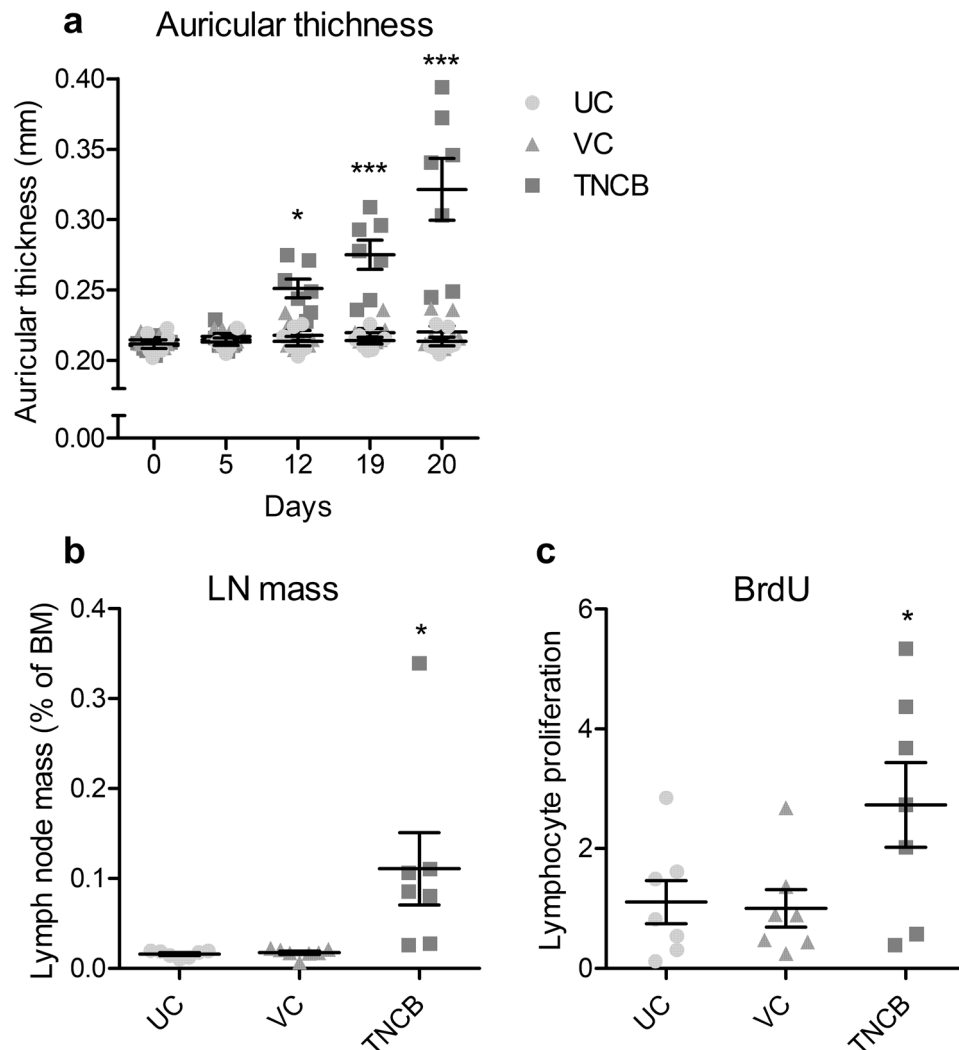 a Auricular thichness
***
0.40
UC
VC
TNCB
0.35
***
0.30
*
0.25
0.20
0.00
Auricular thickness (mm)
0 5 12 19 20
Days
b
LN mass
0.4
*
0.3
0.2
0.1
0.0
Lymph node mass (% of BM)
UC VC TNCB
c
BrdU
6
*
4
2
0
Lymphocyte proliferation
UC VC TNCB